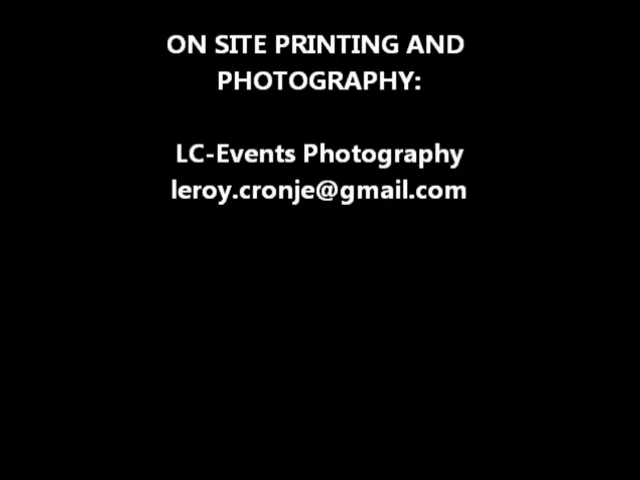 ON SITE PRINTING AND
PHOTOGRAPHY:
LC-Events Photography
leroy.cronje@gmail.com